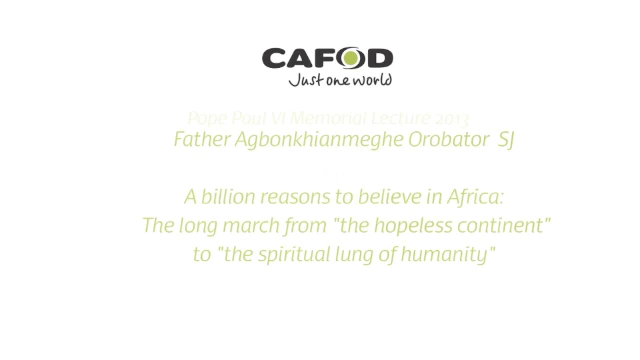 CAFOD
Just one world
Pope Paul VI Memorial Lecture 2013
Father Agbonkhianmeghe Orobator SJ
A billion reasons to believe in Africa:
The long march from "the hopeless continent"
to "the spiritual lung of humanity"